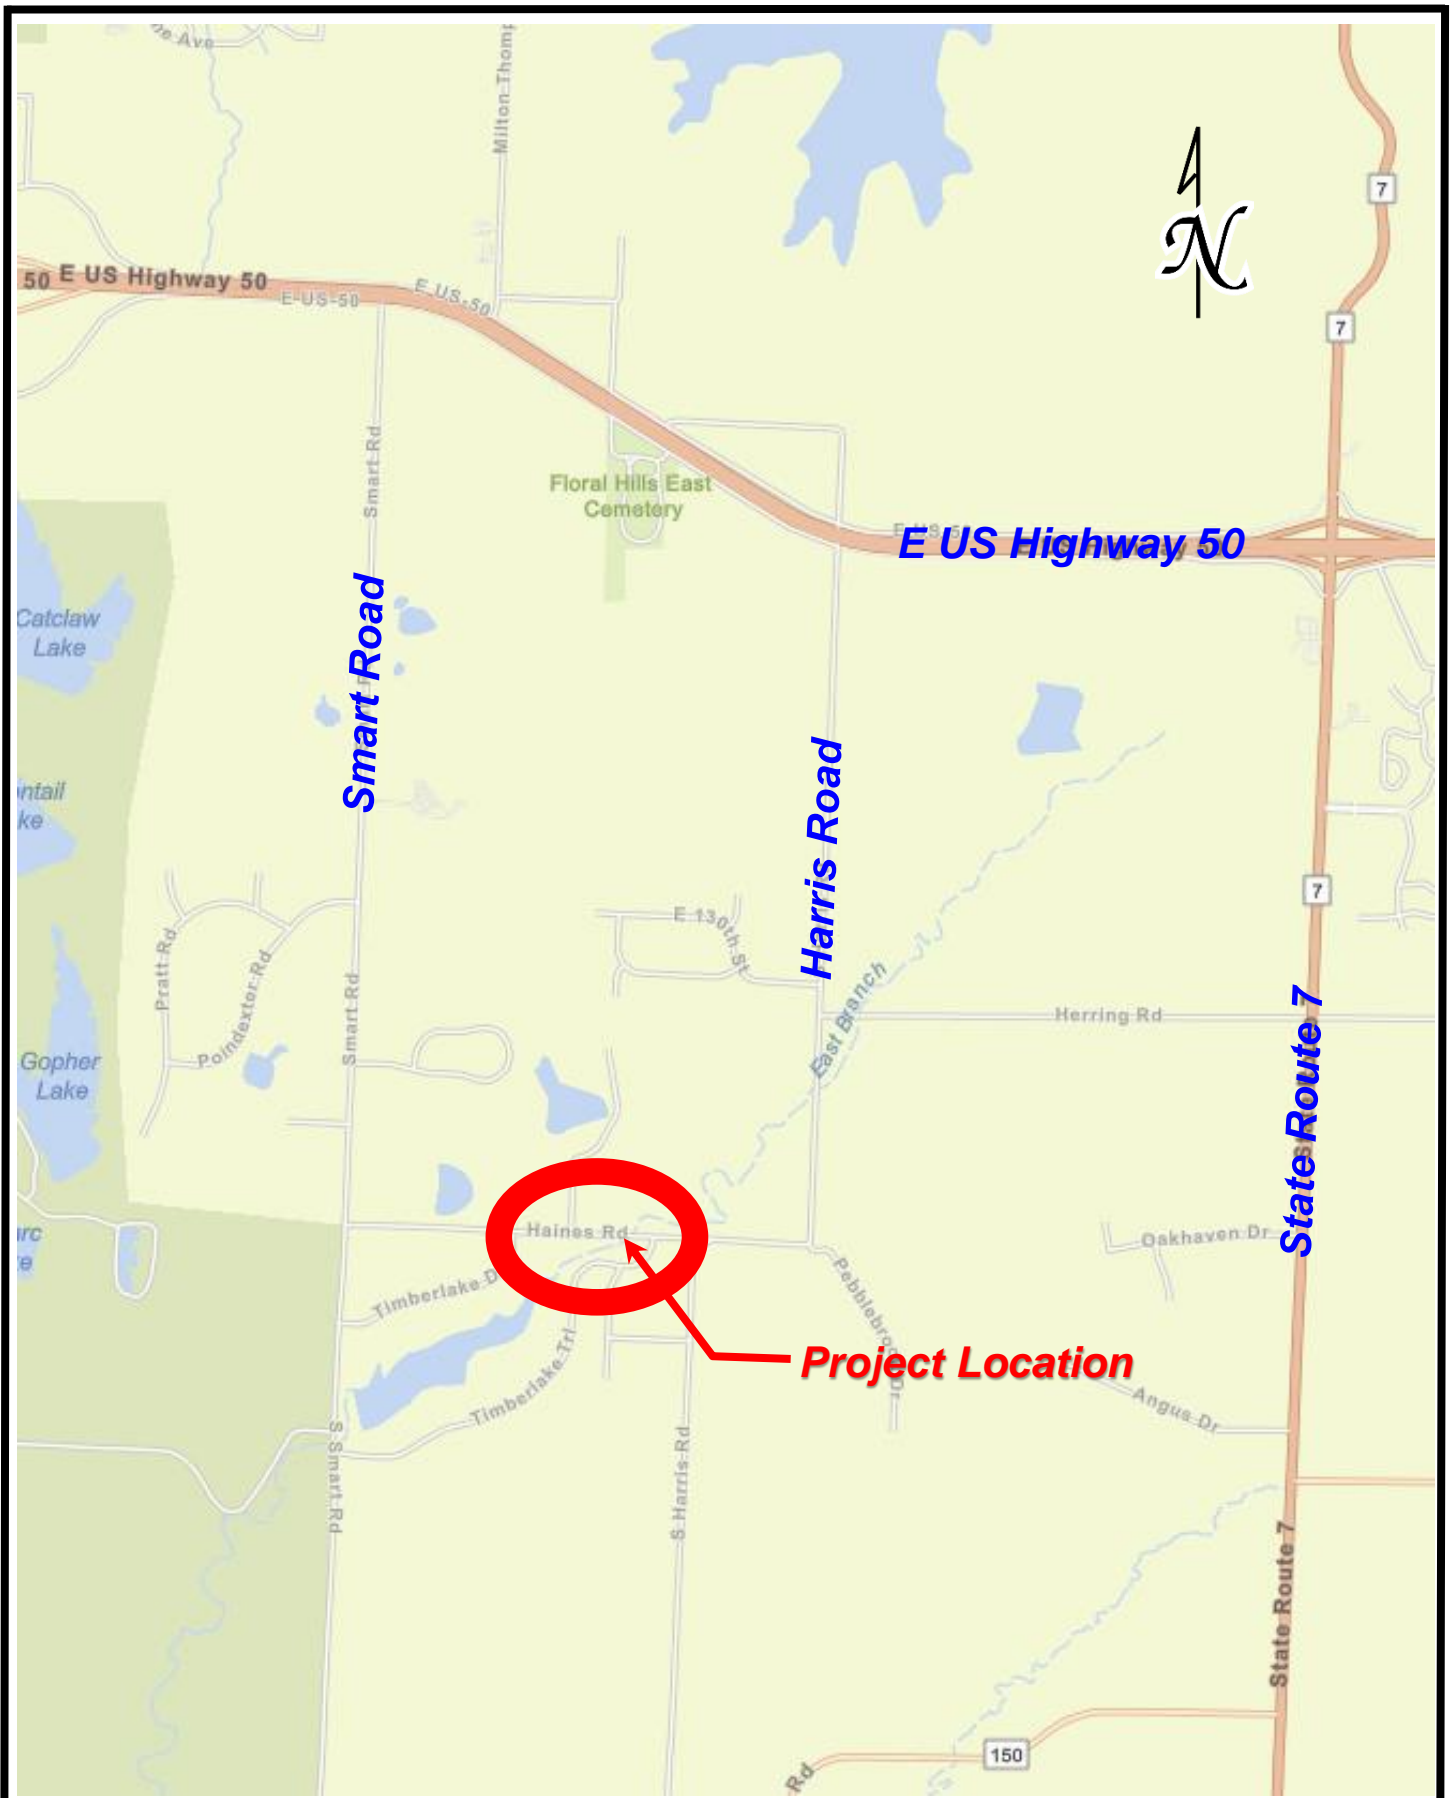 Milton-Thomp
N
7
50 E US Highway 50
E-US-50
E-US-50
7
Smart-Rd
Floral Hills East
Cemetery
E US Highway 50
Catclaw
Lake
Smart Road
Harris Road
7
E 130th St
Pratt-Rd
Poindexter-Rd
Smart-Rd
East Branch
Herring Rd
Gopher
Lake
State Route 7
Haines Rd
Oakhaven Dr
Timberlake D
Timberlake Trl
Project Location
Angus Dr
S Smart Rd
S Harris-Rd
State Route 7
150
Rd